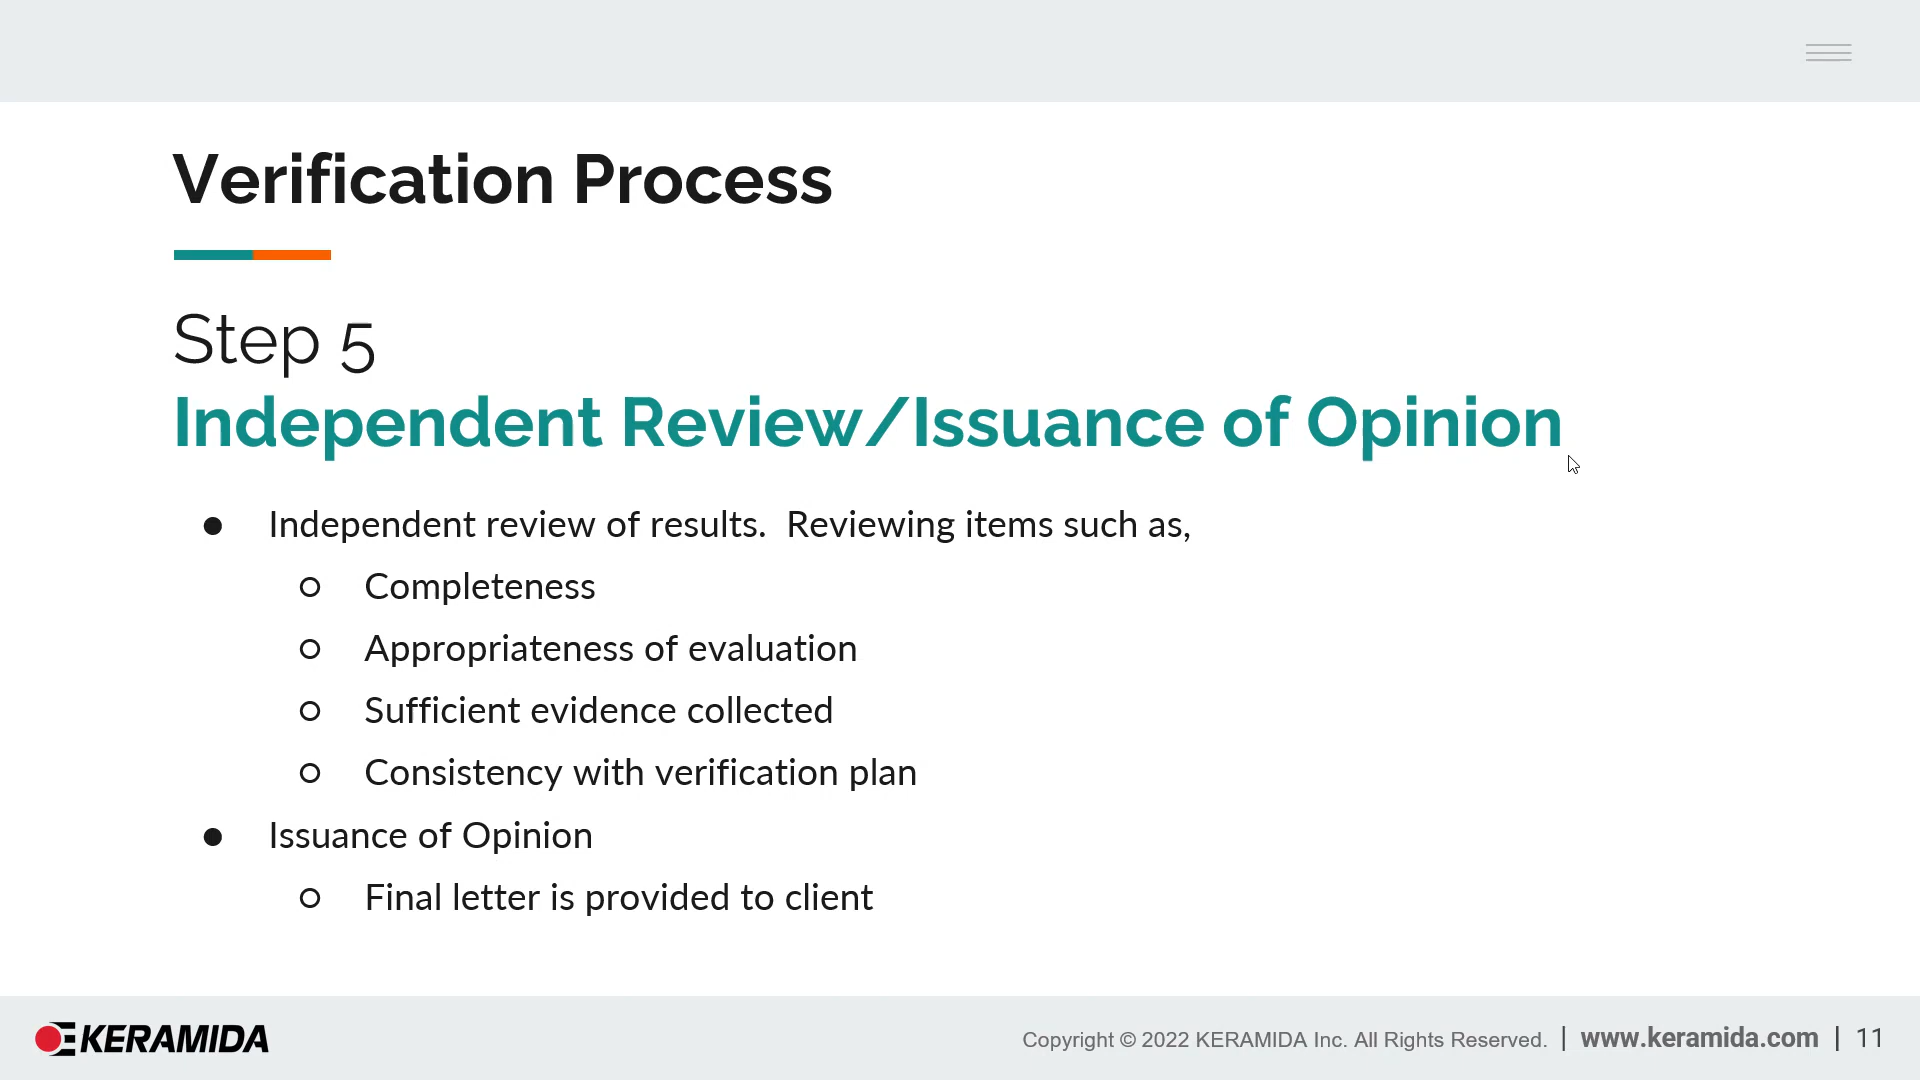 Verification Process
Step 5
Independent Review/Issuance of Opinion
● Independent review of results.  Reviewing items such as,
○ Completeness
○ Appropriateness of evaluation
○ Sufficient evidence collected
○ Consistency with verification plan
● Issuance of Opinion
○ Final letter is provided to client
KERAMIDA
Copyright © 2022 KERAMIDA Inc. All Rights Reserved. | www.keramida.com | 11